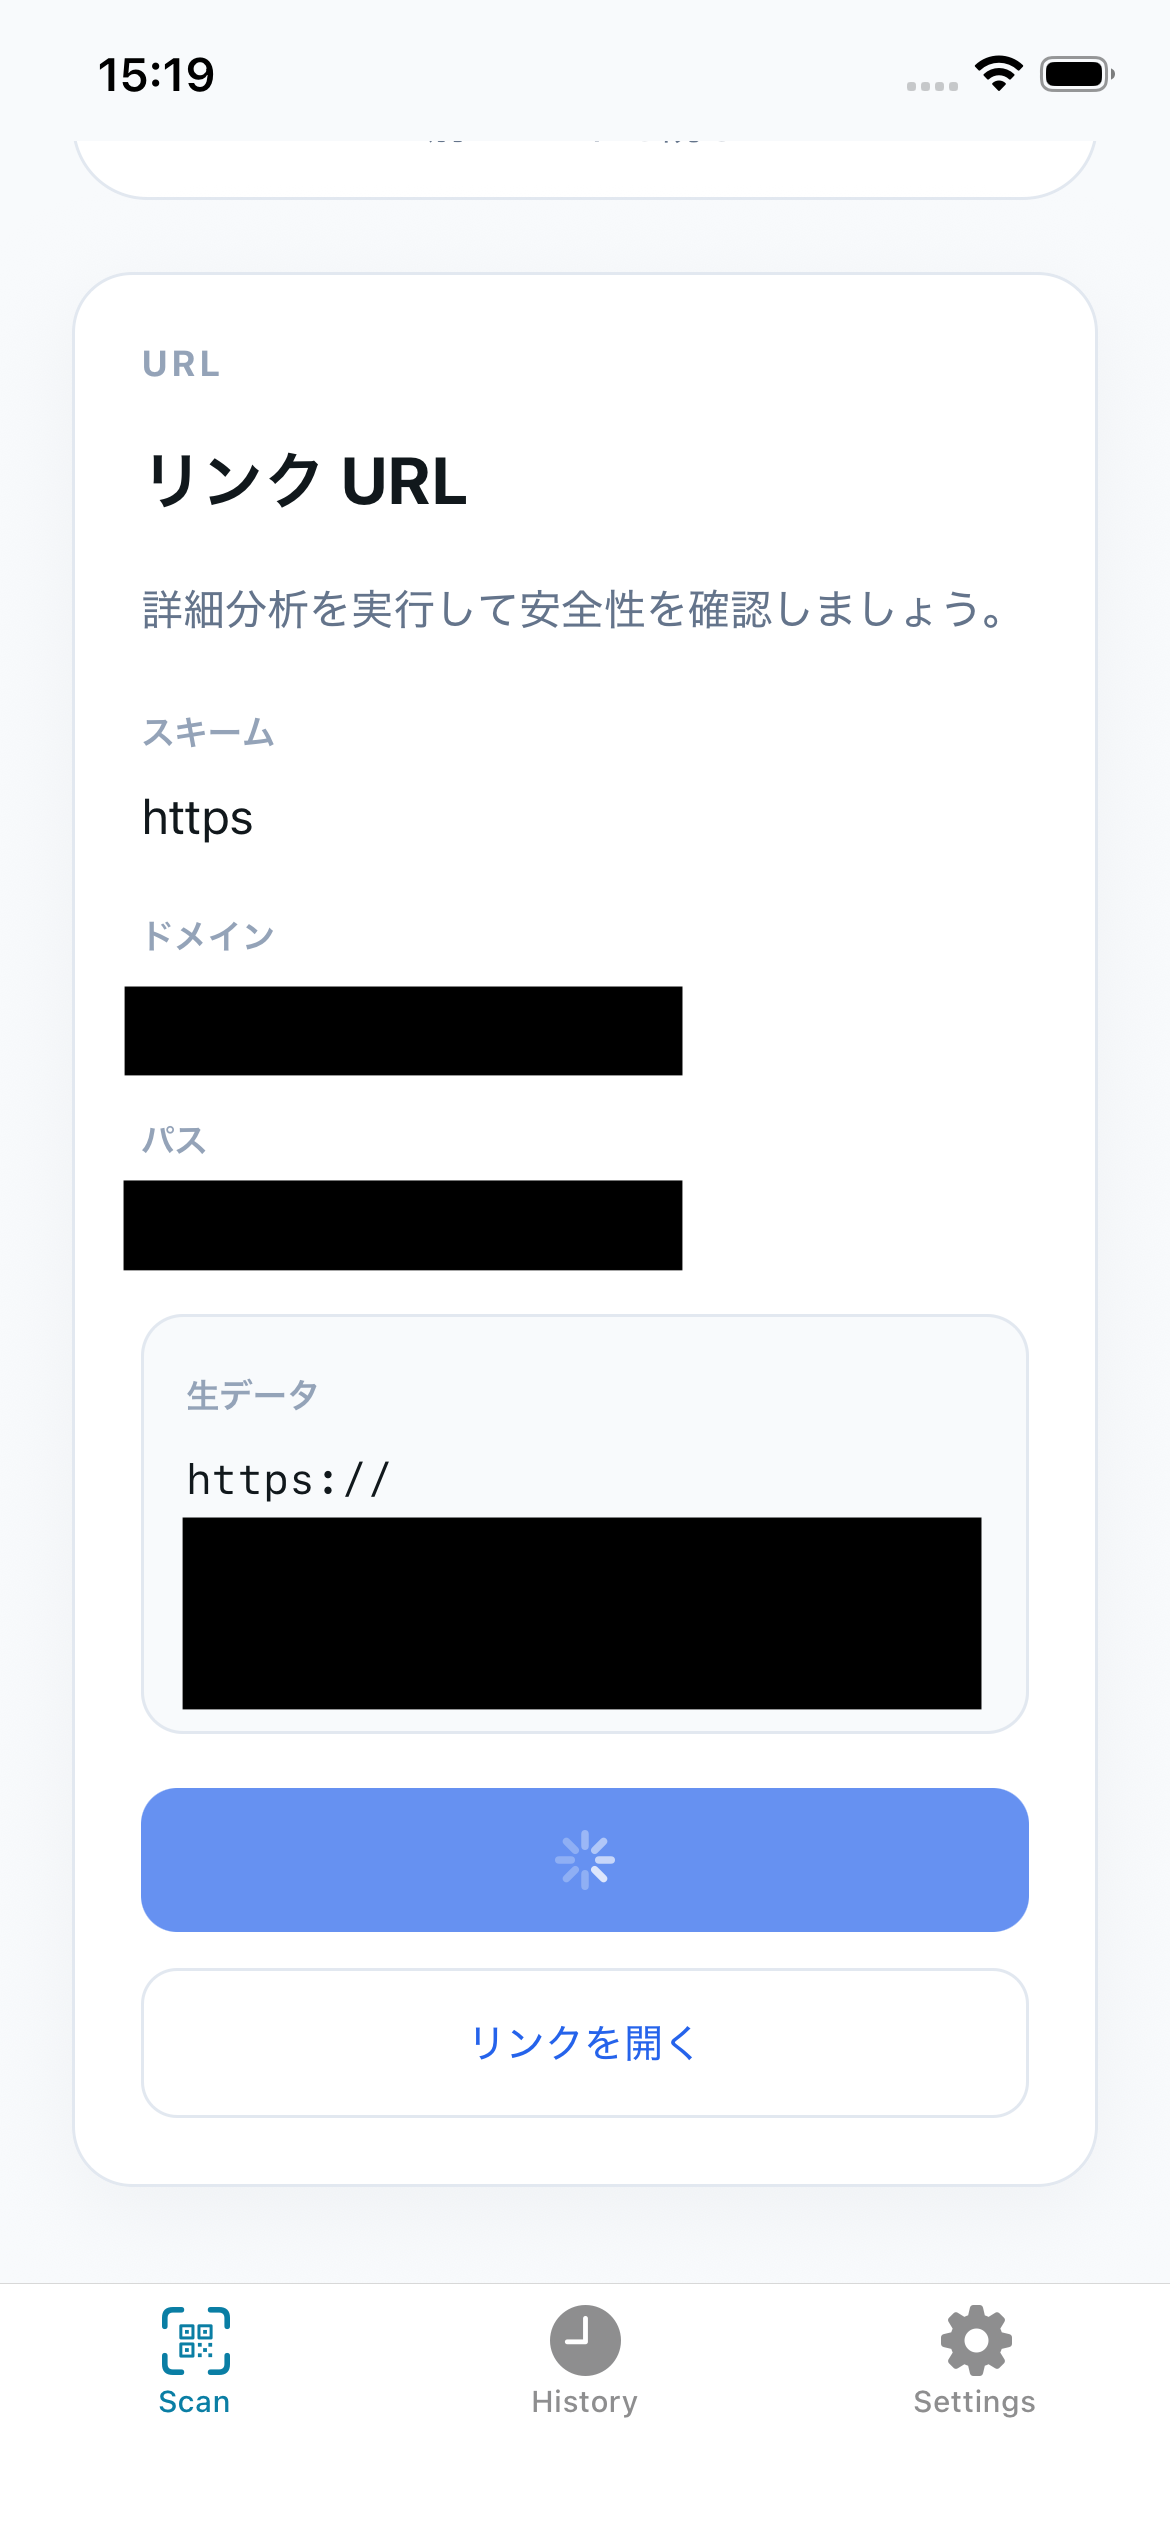 15:19
URL
リンク URL
詳細分析を実行して安全性を確認しましょう。
スキーム
https
ドメイン
パス
生データ
https://
リンクを開く
Scan
History
Settings